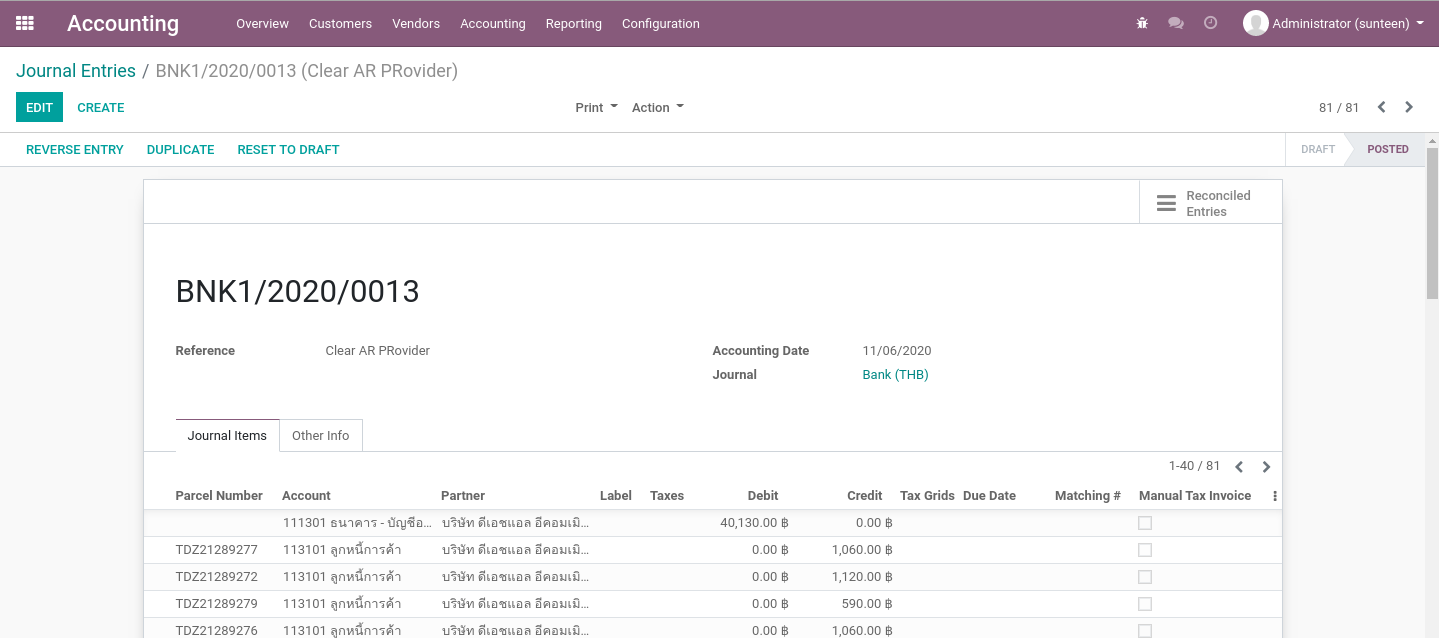 Accounting Overview Customers Vendors Accounting Reporting Configuration Administrator (sunteen)
Journal Entries / BNK1/2020/0013 (Clear AR PRovider)
EDIT CREATE Print Action 81 / 81
REVERSE ENTRY DUPLICATE RESET TO DRAFT DRAFT POSTED
Reconciled
Entries
BNK1/2020/0013
Reference Clear AR PRovider Accounting Date 11/06/2020
Journal Bank (THB)
Journal Items Other Info
1-40 / 81
Parcel Number Account Partner Label Taxes Debit Credit Tax Grids Due Date Matching # Manual Tax Invoice
111301 ธนาคาร - บัญชีอ... บริษัท ดีเอชแอล อีคอมเมิ... 40,130.00 ฿ 0.00 ฿
TDZ21289277 113101 ลูกหนี้การค้า บริษัท ดีเอชแอล อีคอมเมิ... 0.00 ฿ 1,060.00 ฿
TDZ21289272 113101 ลูกหนี้การค้า บริษัท ดีเอชแอล อีคอมเมิ... 0.00 ฿ 1,120.00 ฿
TDZ21289279 113101 ลูกหนี้การค้า บริษัท ดีเอชแอล อีคอมเมิ... 0.00 ฿ 590.00 ฿
TDZ21289276 113101 ลูกหนี้การค้า บริษัท ดีเอชแอล อีคอมเมิ... 0.00 ฿ 1,060.00 ฿